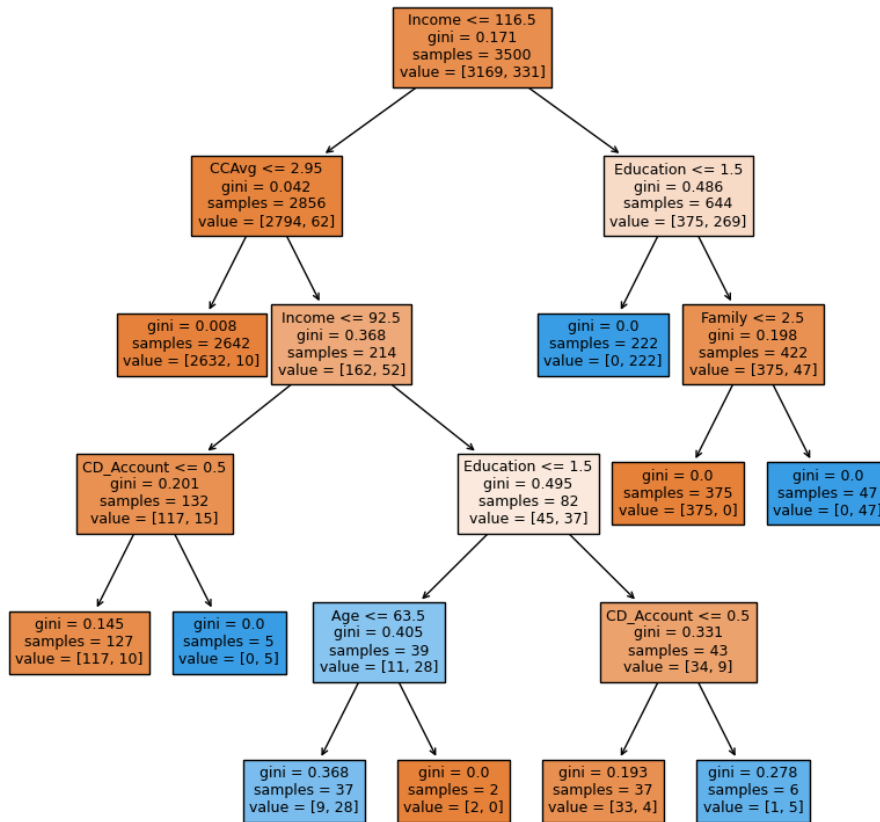 Income <= 116.5
gini = 0.171
samples = 3500
value = [3169, 331]
CCAvg <= 2.95
gini = 0.042
samples = 2856
value = [2794, 62]
Education <= 1.5
gini = 0.486
samples = 644
value = [375, 269]
gini = 0.008
samples = 2642
value = [2632, 10]
Income <= 92.5
gini = 0.368
samples = 214
value = [162, 52]
gini = 0.0
samples = 222
value = [0, 222]
Family <= 2.5
gini = 0.198
samples = 422
value = [375, 47]
CD_Account <= 0.5
gini = 0.201
samples = 132
value = [117, 15]
Education <= 1.5
gini = 0.495
samples = 82
value = [45, 37]
gini = 0.0
samples = 375
value = [375, 0]
gini = 0.0
samples = 47
value = [0, 47]
gini = 0.145
samples = 127
value = [117, 10]
gini = 0.0
samples = 5
value = [0, 5]
Age <= 63.5
gini = 0.405
samples = 39
value = [11, 28]
CD_Account <= 0.5
gini = 0.331
samples = 43
value = [34, 9]
gini = 0.368
samples = 37
value = [9, 28]
gini = 0.0
samples = 2
value = [2, 0]
gini = 0.193
samples = 37
value = [33, 4]
gini = 0.278
samples = 6
value = [1, 5]